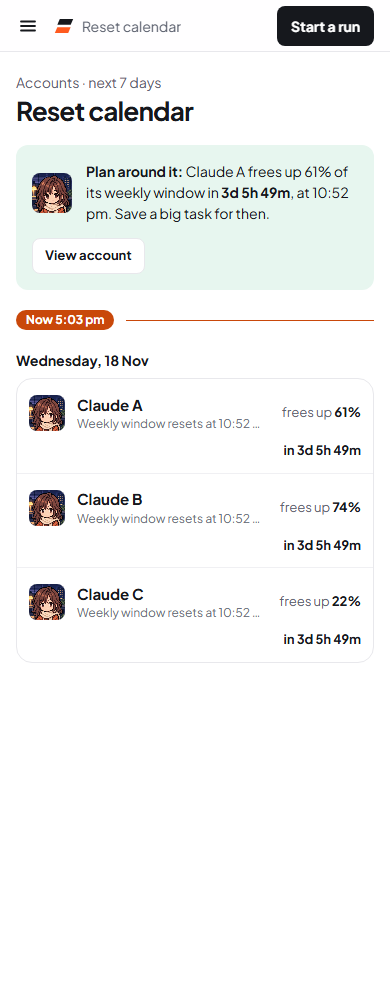 Reset calendar
Start a run
Accounts · next 7 days
Reset calendar
Plan around it: Claude A frees up 61% of
its weekly window in 3d 5h 49m, at 10:52
pm. Save a big task for then.
View account
Now 5:03 pm
Wednesday, 18 Nov
Claude A
Weekly window resets at 10:52 ...
frees up 61%
in 3d 5h 49m
Claude B
Weekly window resets at 10:52 ...
frees up 74%
in 3d 5h 49m
Claude C
Weekly window resets at 10:52 ...
frees up 22%
in 3d 5h 49m